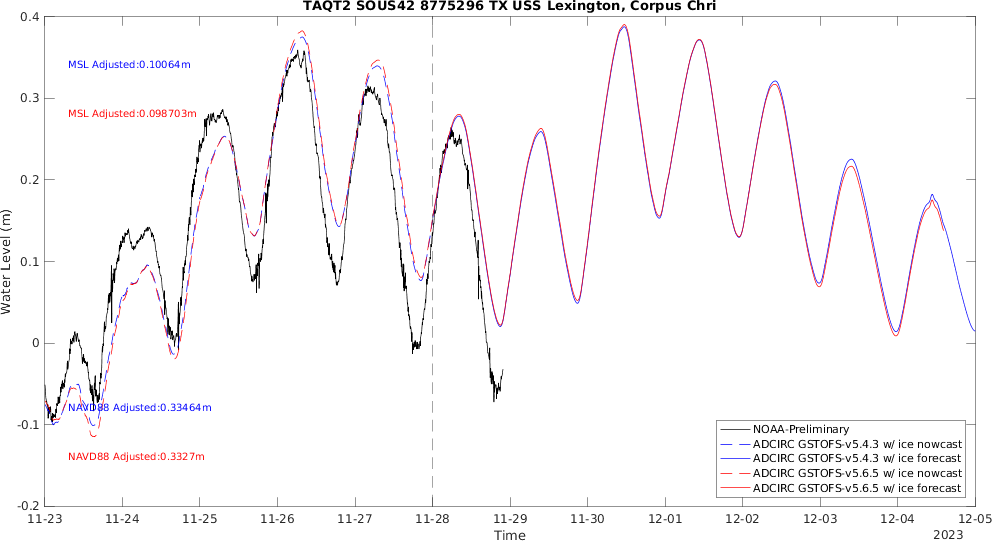 TAQT2 SOUS42 8775296 TX USS Lexington, Corpus Chri
0.4
0.3
0.2
0.1
0
-0.1
-0.2
Water Level (m)
MSL Adjusted:0.10064m
MSL Adjusted:0.098703m
NAVD88 Adjusted:0.33464m
NAVD88 Adjusted:0.3327m
NOAA-Preliminary
ADCIRC GSTOFS-v5.4.3 w/ ice nowcast
ADCIRC GSTOFS-v5.4.3 w/ ice forecast
ADCIRC GSTOFS-v5.6.5 w/ ice nowcast
ADCIRC GSTOFS-v5.6.5 w/ ice forecast
11-23 11-24 11-25 11-26 11-27 11-28 11-29 11-30 12-01 12-02 12-03 12-04 12-05
Time
2023